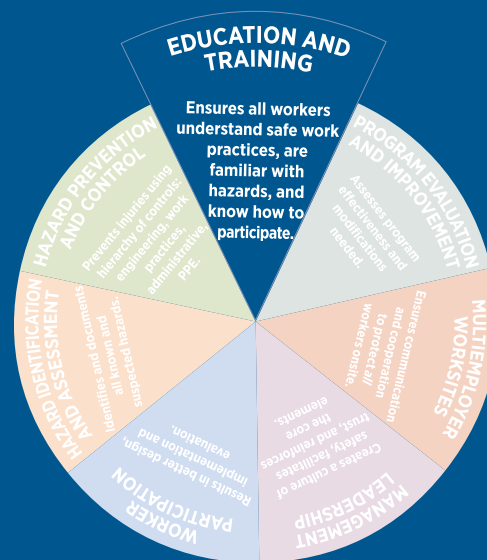 EDUCATION AND
TRAINING
Ensures all workers
understand safe work
practices, are
familiar with
hazards, and
know how to
participate.
PROGRAM EVALUATION
AND IMPROVEMENT
Assesses program
effectiveness and
modifications
needed.
MULTIEMPLOYER
WORKSITES
Ensures communication
and cooperation
to protect all
workers onsite.
MANAGEMENT
LEADERSHIP
Creates a culture of
safety, facilitates
trust, and reinforces
the core
elements.
WORKER
PARTICIPATION
Results in better design,
implementation and
evaluation.
HAZARD IDENTIFICATION
AND ASSESSMENT
Identifies and documents
all known and
suspected hazards.
HAZARD PREVENTION
AND CONTROL
Prevents injuries using
hierarchy of controls:
engineering, work
practices,
administrative,
PPE.